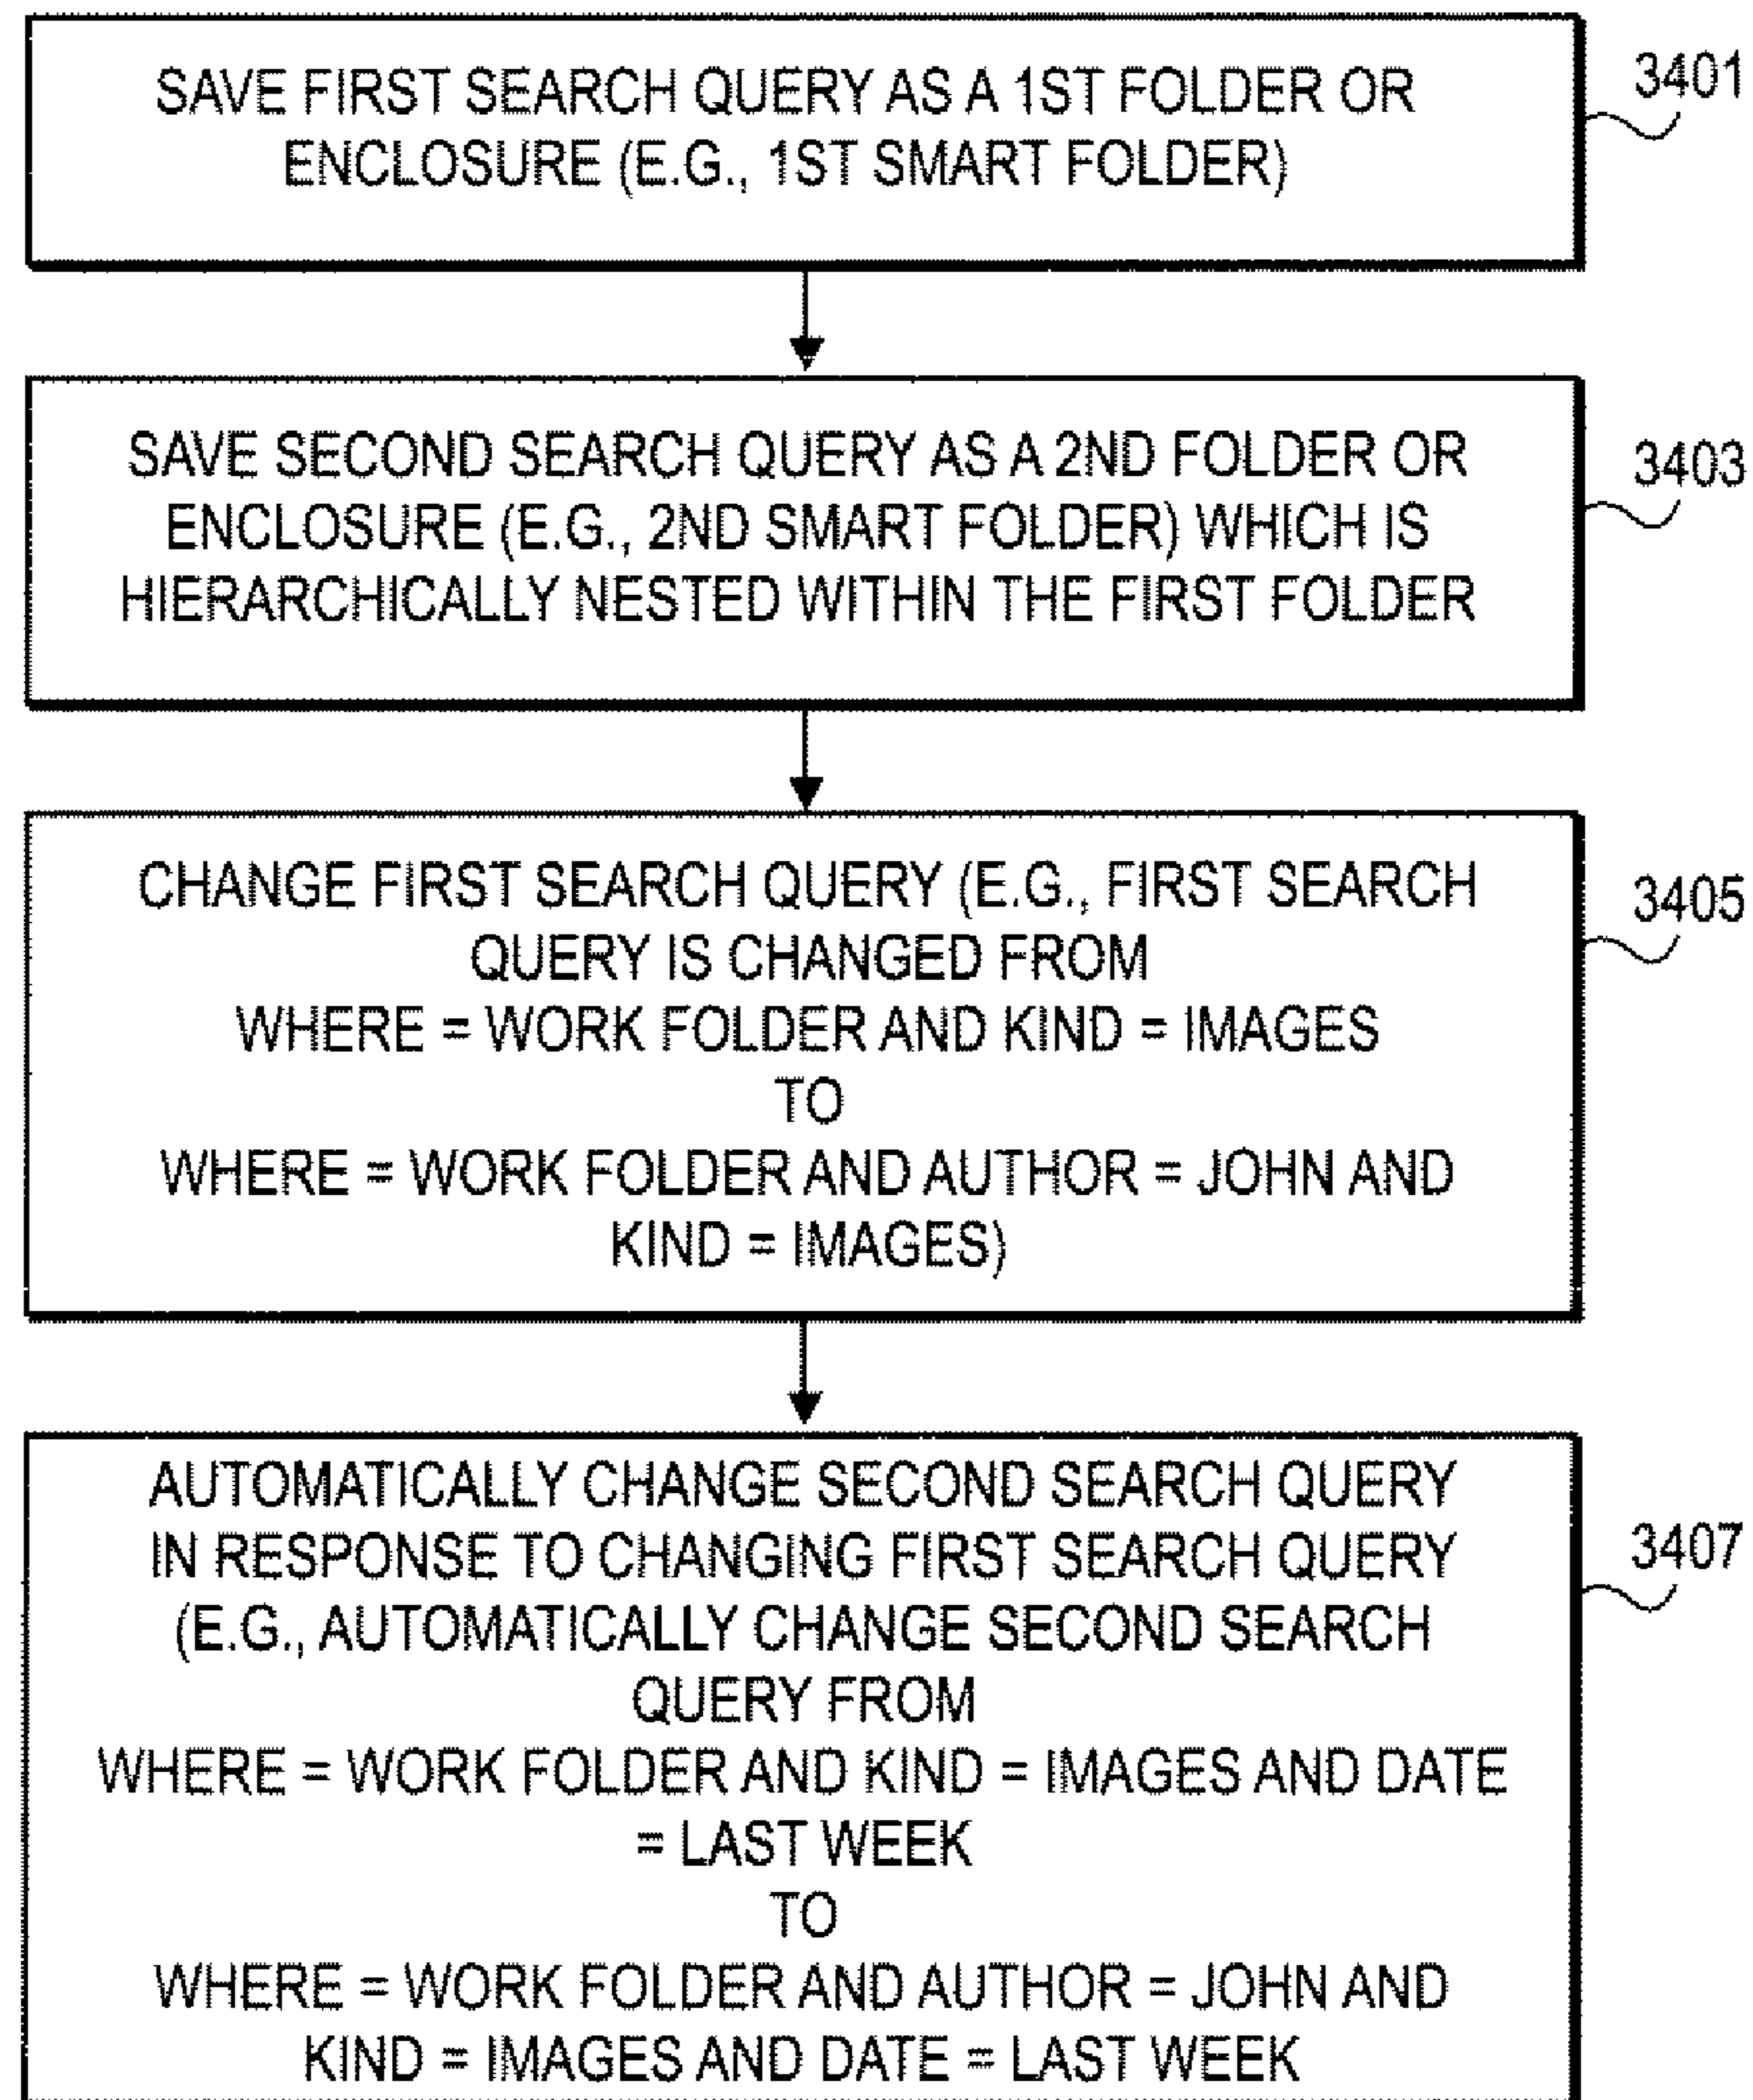 SAVE FIRST SEARCH QUERY AS A 1ST FOLDER OR
ENCLOSURE (E.G., 1ST SMART FOLDER)
3401
SAVE SECOND SEARCH QUERY AS A 2ND FOLDER OR
ENCLOSURE (E.G., 2ND SMART FOLDER) WHICH IS
HIERARCHICALLY NESTED WITHIN THE FIRST FOLDER
3403
CHANGE FIRST SEARCH QUERY (E.G., FIRST SEARCH
QUERY IS CHANGED FROM
WHERE = WORK FOLDER AND KIND = IMAGES
TO
WHERE = WORK FOLDER AND AUTHOR = JOHN AND
KIND = IMAGES)
3405
AUTOMATICALLY CHANGE SECOND SEARCH QUERY
IN RESPONSE TO CHANGING FIRST SEARCH QUERY
(E.G., AUTOMATICALLY CHANGE SECOND SEARCH
QUERY FROM
WHERE = WORK FOLDER AND KIND = IMAGES AND DATE
= LAST WEEK
TO
WHERE = WORK FOLDER AND AUTHOR = JOHN AND
KIND = IMAGES AND DATE = LAST WEEK
3407